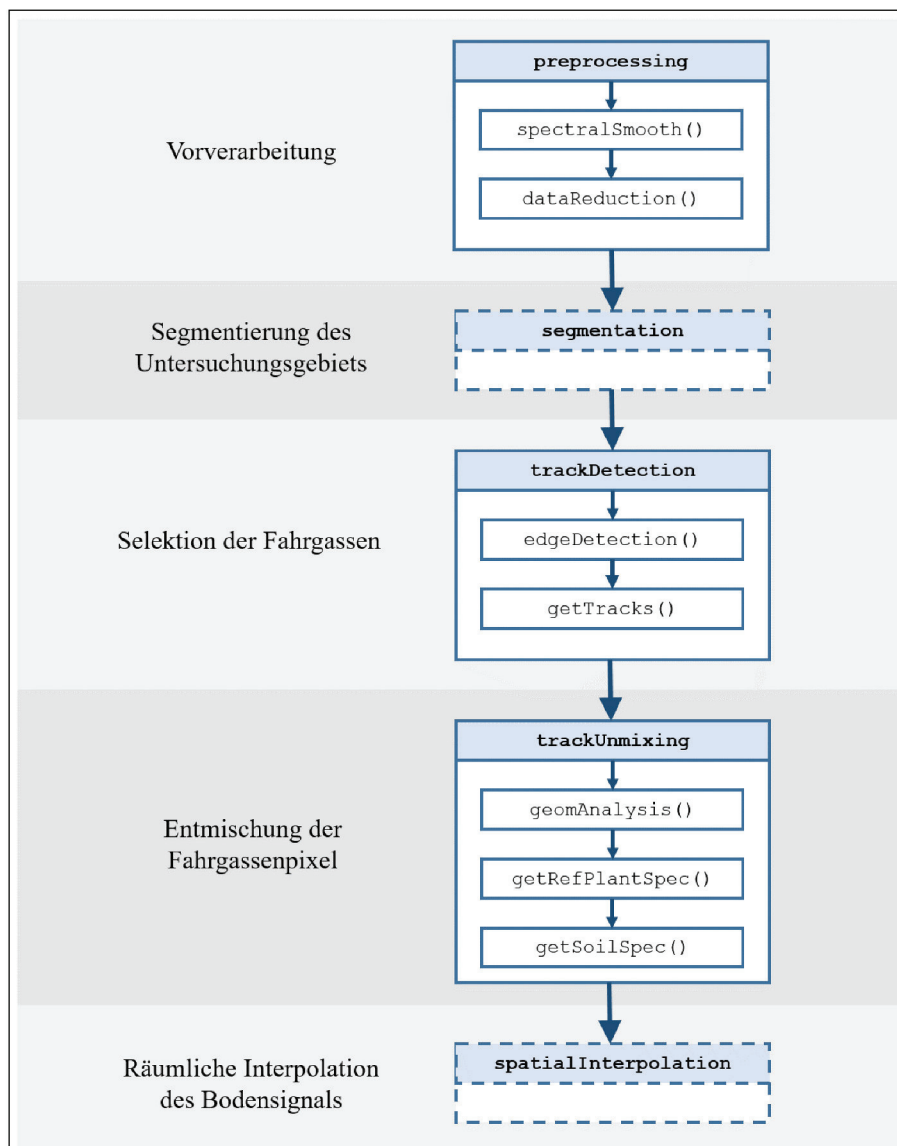 preprocessing
spectralSmooth()
Vorverarbeitung
dataReduction()
Segmentierung des
Untersuchungsgebiets
segmentation
trackDetection
Selektion der Fahrgassen
edgeDetection()
getTracks()
trackUnmixing
geomAnalysis()
Entmischung der
Fahrgassenpixel
getRefPlantSpec()
getSoilSpec()
Räumliche Interpolation
des Bodensignals
spatialInterpolation